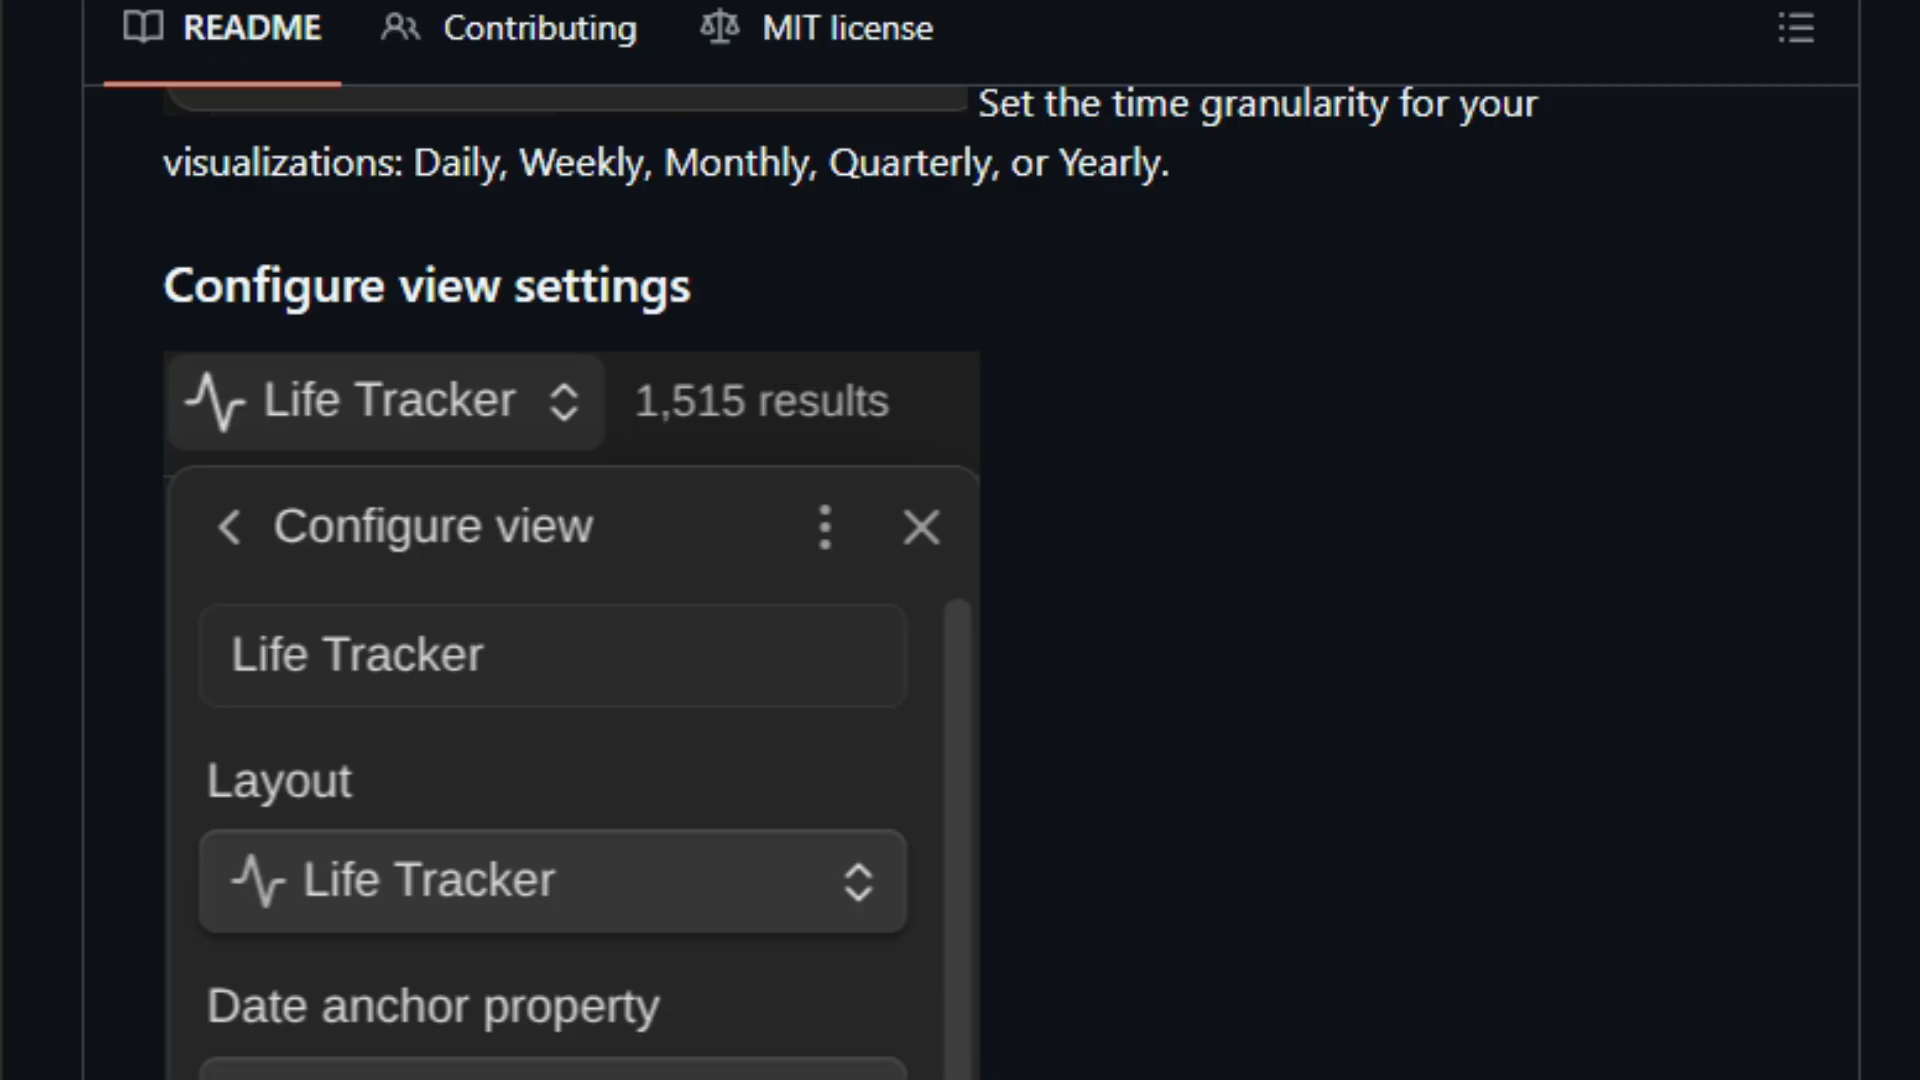 README Contributing MIT license
Set the time granularity for your
visualizations: Daily, Weekly, Monthly, Quarterly, or Yearly.
Configure view settings
Life Tracker 1,515 results
Configure view
Life Tracker
Layout
Life Tracker
Date anchor property